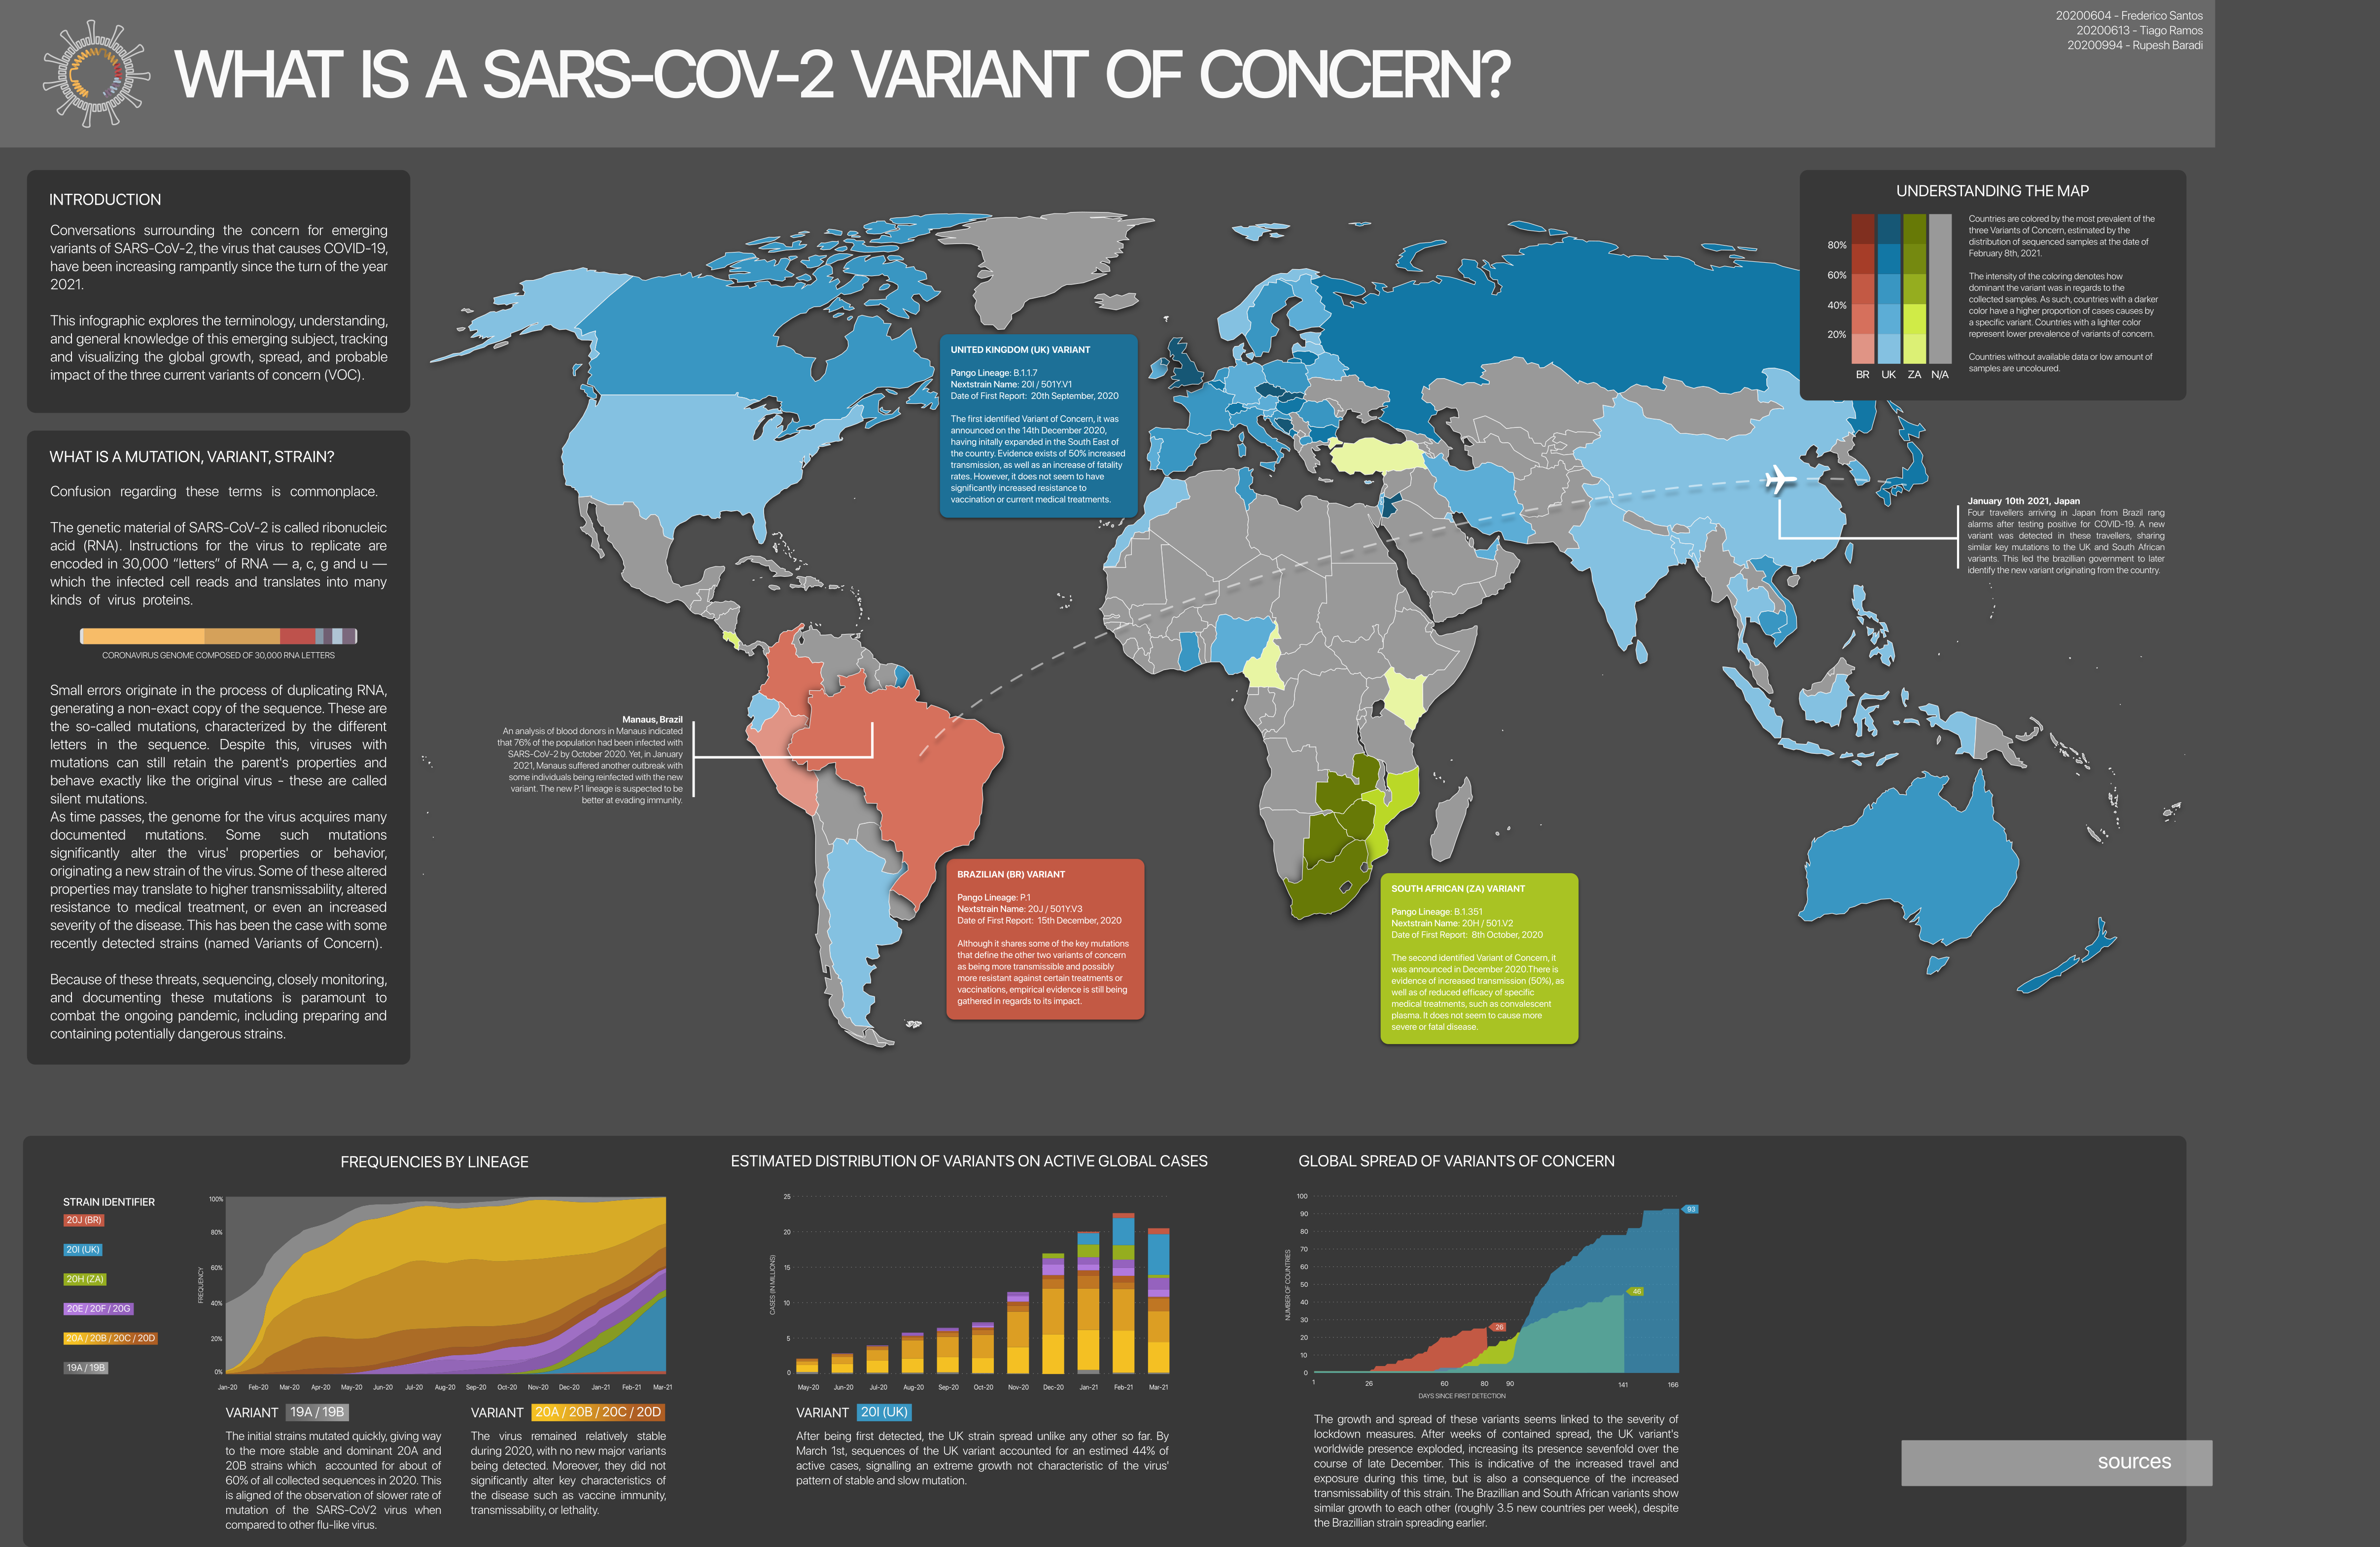 20200604 - Frederico Santos
20200613 - Tiago Ramos
20200994 - Rupesh Baradi
WHAT IS A SARS-COV-2 VARIANT OF CONCERN?
INTRODUCTION
Conversations surrounding the concern for emerging
variants of SARS-CoV-2, the virus that causes COVID-19,
have been increasing rampantly since the turn of the year
2021.
This infographic explores the terminology, understanding,
and general knowledge of this emerging subject, tracking
and visualizing the global growth, spread, and probable
impact of the three current variants of concern (VOC).
WHAT IS A MUTATION, VARIANT, STRAIN?
Confusion regarding these terms is commonplace.
The genetic material of SARS-CoV-2 is called ribonucleic
acid (RNA). Instructions for the virus to replicate are
encoded in 30,000 "letters" of RNA — a, c, g and u —
which the infected cell reads and translates into many
kinds of virus proteins.
CORONAVIRUS GENOME COMPOSED OF 30,000 RNA LETTERS
Small errors originate in the process of duplicating RNA,
generating a non-exact copy of the sequence. These are
the so-called mutations, characterized by the different
letters in the sequence. Despite this, viruses with
mutations can still retain the parent's properties and
behave exactly like the original virus - these are called
silent mutations.
As time passes, the genome for the virus acquires many
documented mutations. Some such mutations
significantly alter the virus' properties or behavior,
originating a new strain of the virus. Some of these altered
properties may translate to higher transmissability, altered
resistance to medical treatment, or even an increased
severity of the disease. This has been the case with some
recently detected strains (named Variants of Concern).
Because of these threats, sequencing, closely monitoring,
and documenting these mutations is paramount to
combat the ongoing pandemic, including preparing and
containing potentially dangerous strains.
UNITED KINGDOM (UK) VARIANT
Pango Lineage: B.1.1.7
Nextstrain Name: 20I / 501Y.V1
Date of First Report: 20th September, 2020
The first identified Variant of Concern, it was
announced on the 14th December 2020,
having initally expanded in the South East of
the country. Evidence exists of 50% increased
transmission, as well as an increase of fatality
rates. However, it does not seem to have
significantly increased resistance to
vaccination or current medical treatments.
UNDERSTANDING THE MAP
80%
60%
40%
20%
BR UK ZA N/A
Countries are colored by the most prevalent of the
three Variants of Concern, estimated by the
distribution of sequenced samples at the date of
February 8th, 2021.
The intensity of the coloring denotes how
dominant the variant was in regards to the
collected samples. As such, countries with a darker
color have a higher proportion of cases causes by
a specific variant. Countries with a lighter color
represent lower prevalence of variants of concern.
Countries without available data or low amount of
samples are uncoloured.
January 10th 2021, Japan
Four travellers arriving in Japan from Brazil rang
alarms after testing positive for COVID-19. A new
variant was detected in these travellers, sharing
similar key mutations to the UK and South African
variants. This led the brazilian government to later
identify the new variant originating from the country.
Manaus, Brazil
An analysis of blood donors in Manaus indicated
that 76% of the population had been infected with
SARS-CoV-2 by October 2020. Yet, in January
2021, Manaus suffered another outbreak with
some individuals being reinfected with the new
variant. The new P.1 lineage is suspected to be
better at evading immunity.
BRAZILIAN (BR) VARIANT
Pango Lineage: P.1
Nextstrain Name: 20J / 501Y.V3
Date of First Report: 15th December, 2020
Although it shares some of the key mutations
that define the other two variants of concern
as being more transmissible and possibly
more resistant against certain treatments or
vaccinations, empirical evidence is still being
gathered in regards to its impact.
SOUTH AFRICAN (ZA) VARIANT
Pango Lineage: B.1.351
Nextstrain Name: 20H / 501.V2
Date of First Report: 8th October, 2020
The second identified Variant of Concern, it
was announced in December 2020.There is
evidence of increased transmission (50%), as
well as of reduced efficacy of specific
medical treatments, such as convalescent
plasma. It does not seem to cause more
severe or fatal disease.
FREQUENCIES BY LINEAGE
STRAIN IDENTIFIER
20J (BR)
20I (UK)
20H (ZA)
20E / 20F / 20G
20A / 20B / 20C / 20D
19A / 19B
FREQUENCY
100%
80%
60%
40%
20%
0%
Jan-20 Feb-20 Mar-20 Apr-20 May-20 Jun-20 Jul-20 Aug-20 Sep-20 Oct-20 Nov-20 Dec-20 Jan-21 Feb-21 Mar-21
VARIANT 19A / 19B
The initial strains mutated quickly, giving way
to the more stable and dominant 20A and
20B strains which accounted for about of
60% of all collected sequences in 2020. This
is aligned of the observation of slower rate of
mutation of the SARS-CoV2 virus when
compared to other flu-like virus.
VARIANT 20A / 20B / 20C / 20D
The virus remained relatively stable
during 2020, with no new major variants
being detected. Moreover, they did not
significantly alter key characteristics of
the disease such as vaccine immunity,
transmissability, or lethality.
ESTIMATED DISTRIBUTION OF VARIANTS ON ACTIVE GLOBAL CASES
CASES (IN MILLIONS)
25
20
15
10
5
0
May-20 Jun-20 Jul-20 Aug-20 Sep-20 Oct-20 Nov-20 Dec-20 Jan-21 Feb-21 Mar-21
VARIANT 20I (UK)
After being first detected, the UK strain spread unlike any other so far. By
March 1st, sequences of the UK variant accounted for an estimed 44% of
active cases, signalling an extreme growth not characteristic of the virus'
pattern of stable and slow mutation.
GLOBAL SPREAD OF VARIANTS OF CONCERN
NUMBER OF COUNTRIES
100
90
80
70
60
50
40
30
20
10
0
93
46
26
1 26 60 80 90 141 166
DAYS SINCE FIRST DETECTION
The growth and spread of these variants seems linked to the severity of
lockdown measures. After weeks of contained spread, the UK variant's
worldwide presence exploded, increasing its presence sevenfold over the
course of late December. This is indicative of the increased travel and
exposure during this time, but is also a consequence of the increased
transmissability of this strain. The Brazillian and South African variants show
similar growth to each other (roughly 3.5 new countries per week), despite
the Brazillian strain spreading earlier.
sources